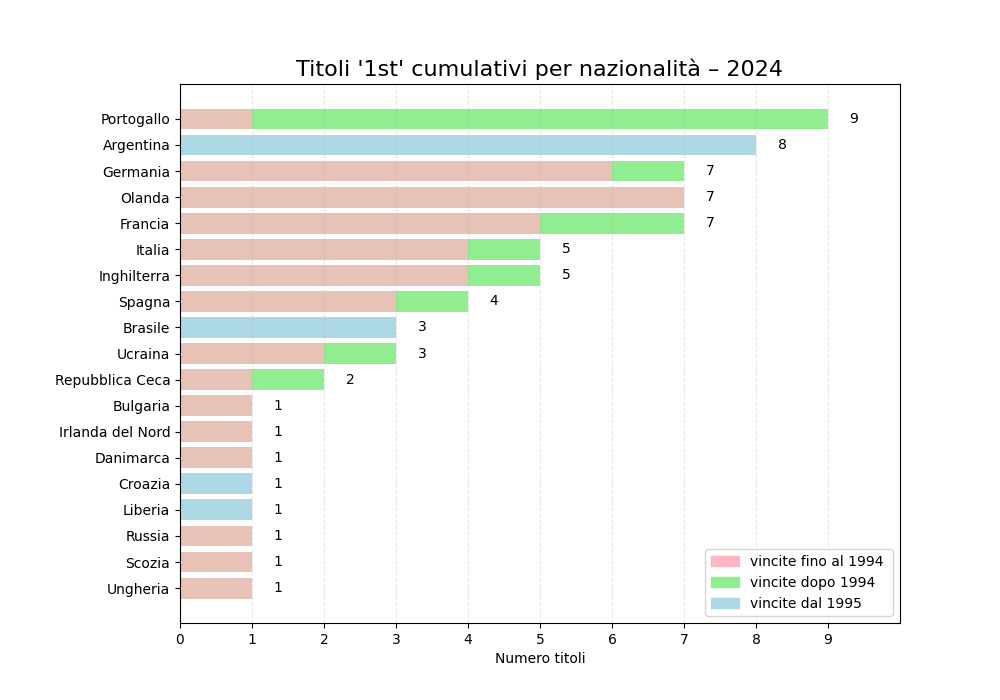 Titoli '1st' cumulativi per nazionalità – 2024
Portogallo 9
Argentina 8
Germania 7
Olanda 7
Francia 7
Italia 5
Inghilterra 5
Spagna 4
Brasile 3
Ucraina 3
Repubblica Ceca 2
Bulgaria 1
Irlanda del Nord 1
Danimarca 1
Croazia 1
Liberia 1
Russia 1
Scozia 1
Ungheria 1
vincite fino al 1994
vincite dopo 1994
vincite dal 1995
0 1 2 3 4 5 6 7 8 9
Numero titoli